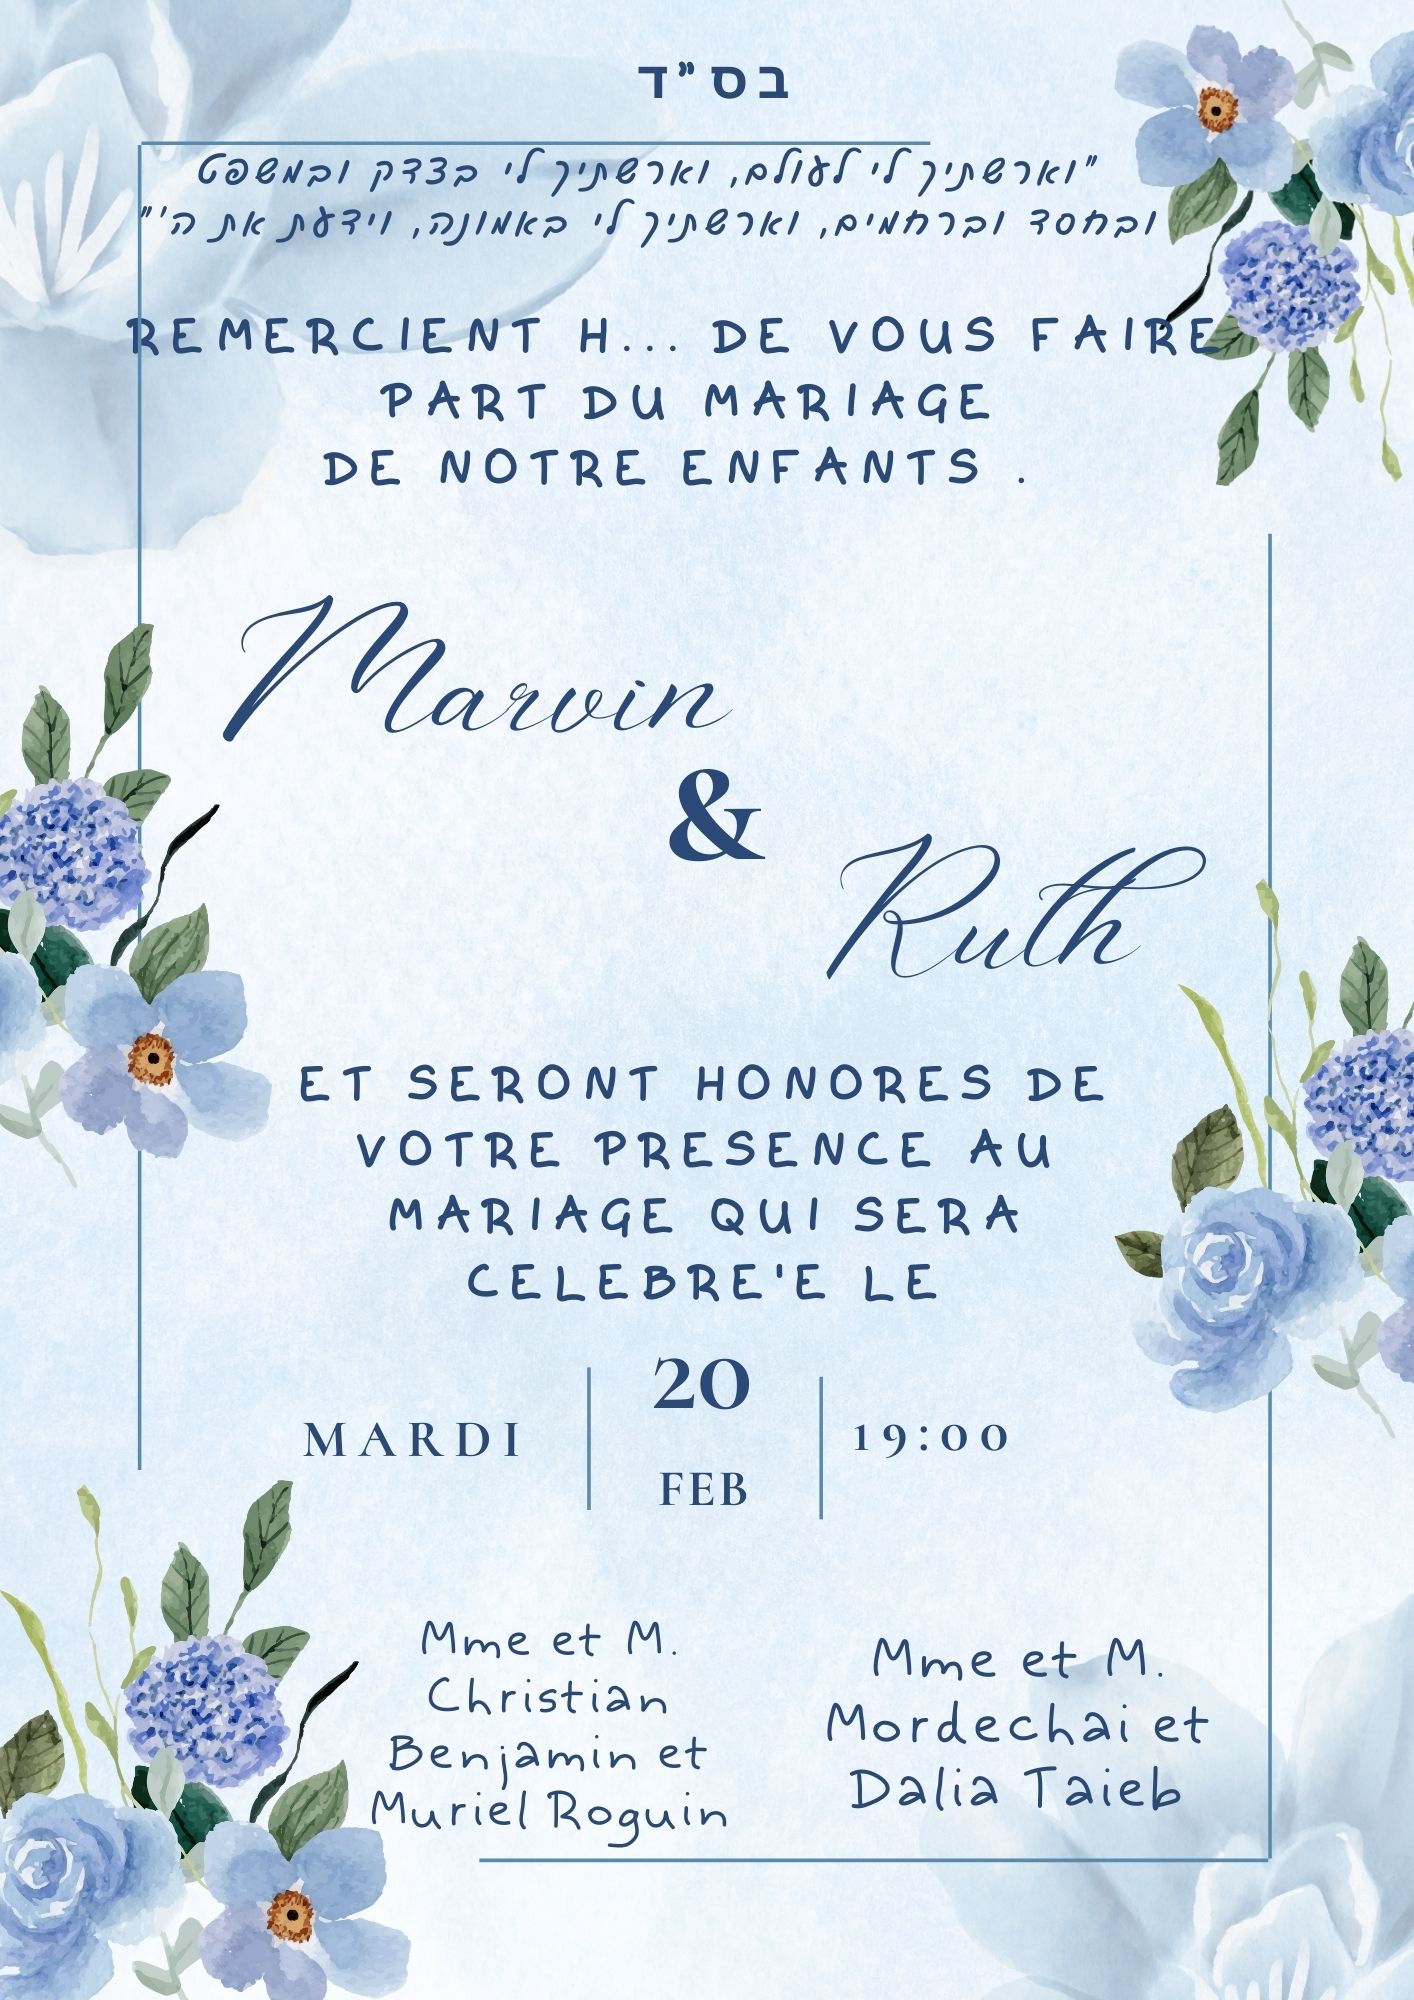 בס"ד
"וארשתיך לי לעולם, וארשתיך לי בצדק ובמשפט
ובחסד וברחמים, וארשתיך לי באמונה, וידעת את ה'"
REMERCIENT H... DE VOUS FAIRE
PART DU MARIAGE
DE NOTRE ENFANTS .
Marvin
&
Ruth
ET SERONT HONORES DE
VOTRE PRESENCE AU
MARIAGE QUI SERA
CELEBRE'E LE
MARDI
20
FEB
19:00
Mme et M.
Christian
Benjamin et
Muriel Roguin
Mme et M.
Mordechai et
Dalia Taieb